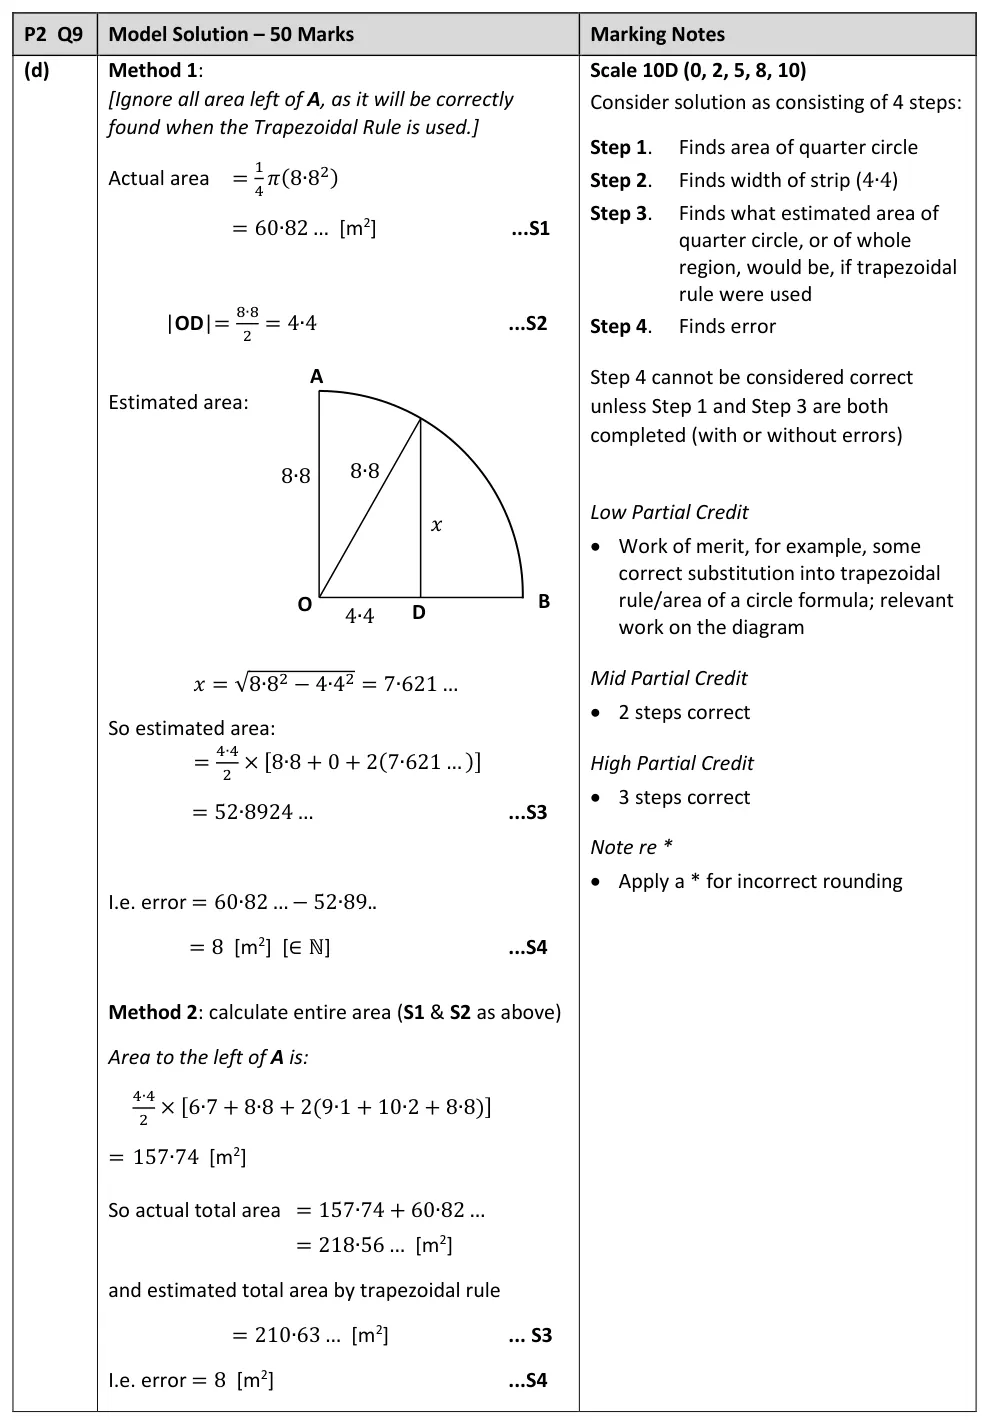 P2 Q9 Model Solution – 50 Marks Marking Notes
(d)
Method 1:
[Ignore all area left of A, as it will be correctly
found when the Trapezoidal Rule is used.]
Actual area = 1/4 π(8·8²)
= 60·82 … [m²] ...S1
|OD| = 8·8/2 = 4·4 ...S2
Estimated area:
A
8·8
8·8
x
O
4·4
D
B
x = √(8·8² − 4·4²) = 7·621 …
So estimated area:
= 4·4/2 × [8·8 + 0 + 2(7·621 … )]
= 52·8924 … ...S3
I.e. error = 60·82 … − 52·89..
= 8 [m²] [∈ ℕ] ...S4
Method 2: calculate entire area (S1 & S2 as above)
Area to the left of A is:
4·4/2 × [6·7 + 8·8 + 2(9·1 + 10·2 + 8·8)]
= 157·74 [m²]
So actual total area = 157·74 + 60·82 …
= 218·56 … [m²]
and estimated total area by trapezoidal rule
= 210·63 … [m²] ... S3
I.e. error = 8 [m²] ...S4
Scale 10D (0, 2, 5, 8, 10)
Consider solution as consisting of 4 steps:
Step 1. Finds area of quarter circle
Step 2. Finds width of strip (4·4)
Step 3. Finds what estimated area of
quarter circle, or of whole
region, would be, if trapezoidal
rule were used
Step 4. Finds error
Step 4 cannot be considered correct
unless Step 1 and Step 3 are both
completed (with or without errors)
Low Partial Credit
• Work of merit, for example, some
correct substitution into trapezoidal
rule/area of a circle formula; relevant
work on the diagram
Mid Partial Credit
• 2 steps correct
High Partial Credit
• 3 steps correct
Note re *
• Apply a * for incorrect rounding